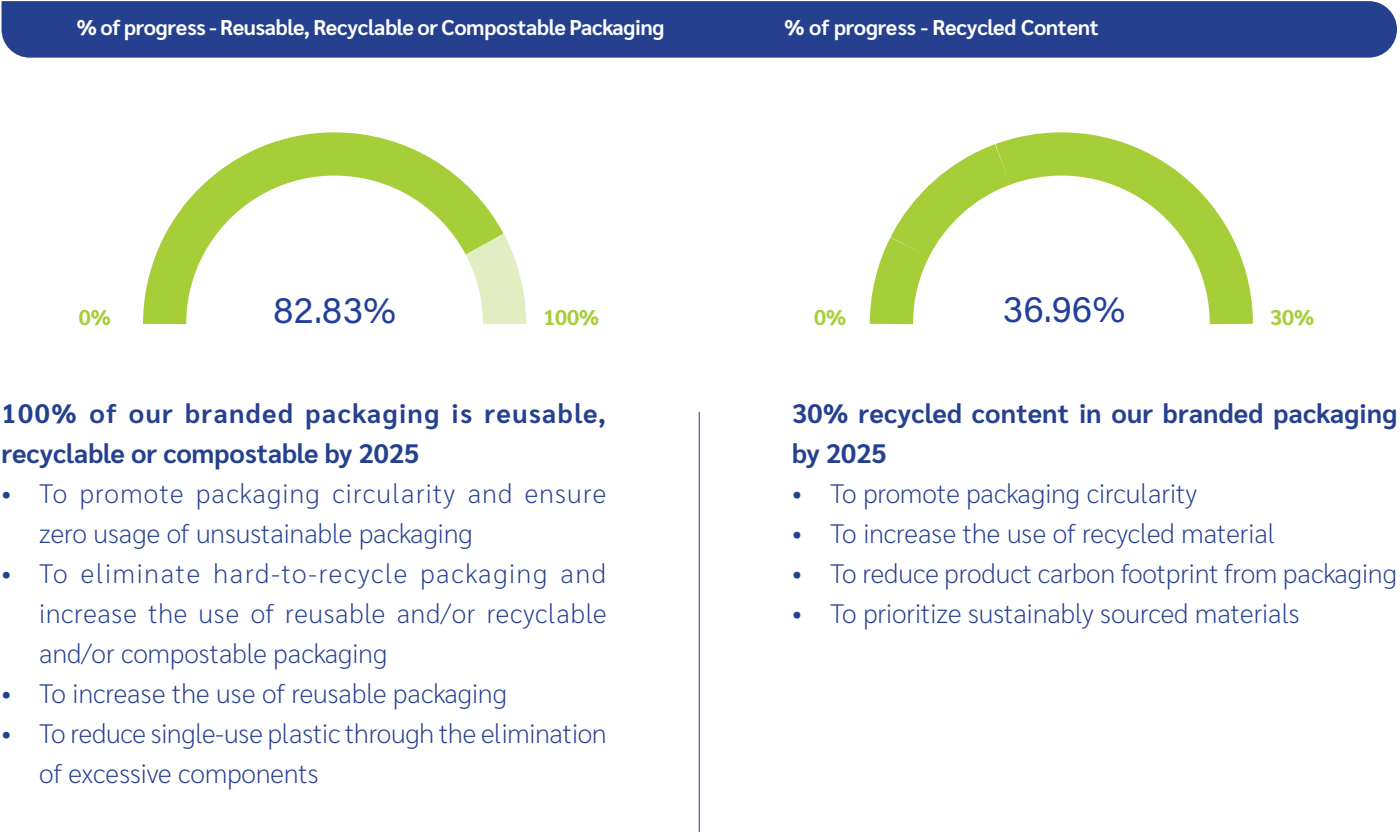 % of progress - Reusable, Recyclable or Compostable Packaging
% of progress - Recycled Content
0%
82.83%
100%
0%
36.96%
30%
100% of our branded packaging is reusable,
recyclable or compostable by 2025
• To promote packaging circularity and ensure
zero usage of unsustainable packaging
• To eliminate hard-to-recycle packaging and
increase the use of reusable and/or recyclable
and/or compostable packaging
• To increase the use of reusable packaging
• To reduce single-use plastic through the elimination
of excessive components
30% recycled content in our branded packaging
by 2025
• To promote packaging circularity
• To increase the use of recycled material
• To reduce product carbon footprint from packaging
• To prioritize sustainably sourced materials